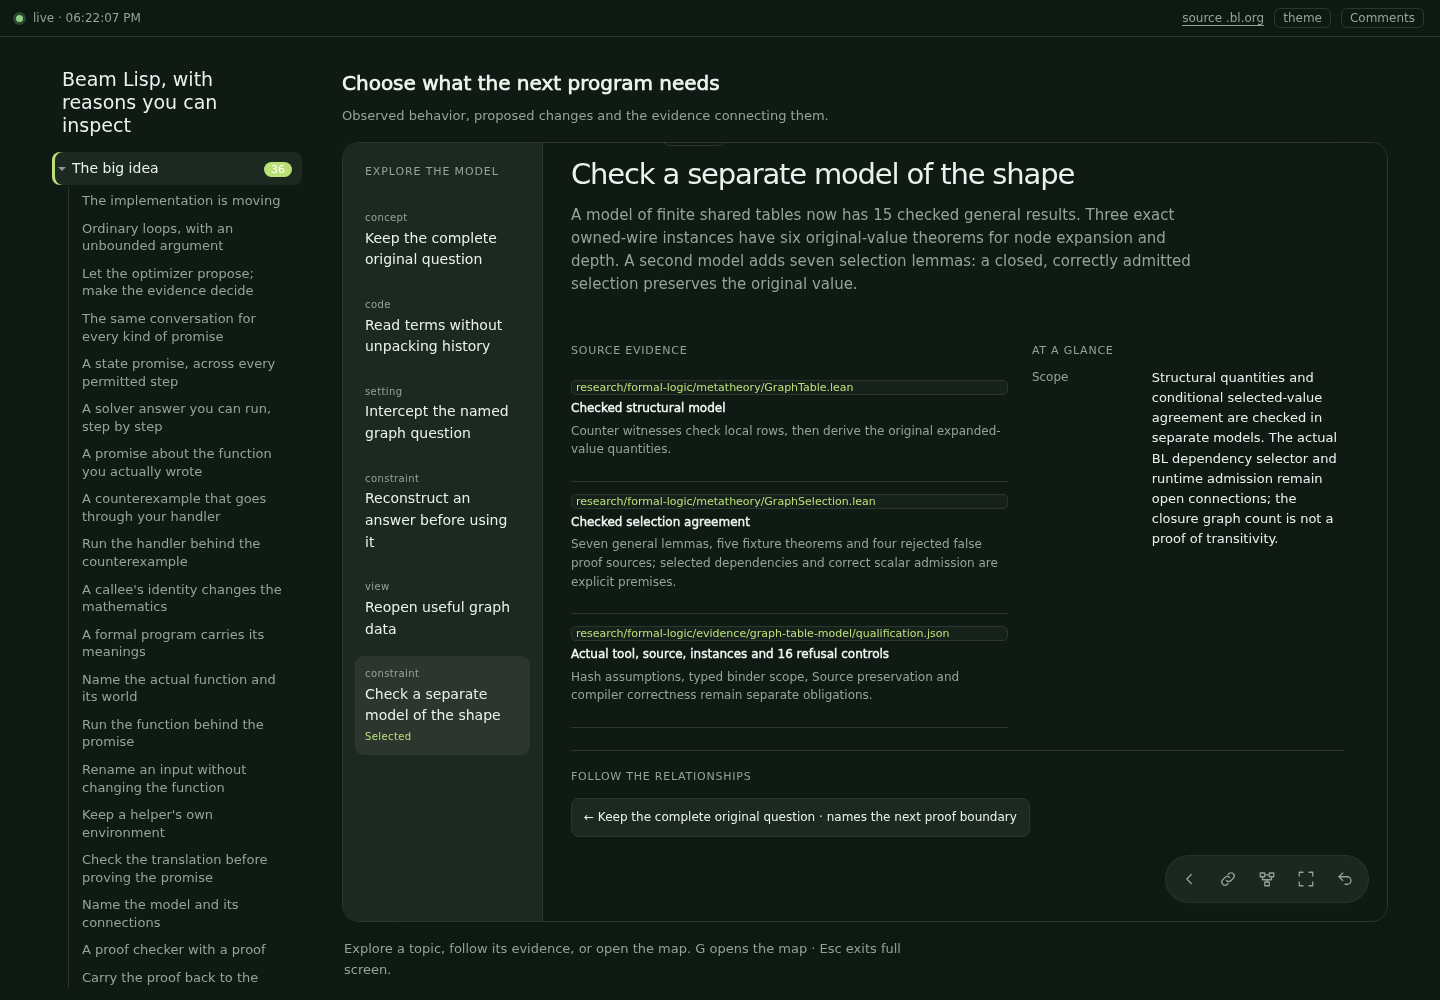 live · 06:22:07 PM
source .bl.org
theme
Comments
Beam Lisp, with
reasons you can
inspect
The big idea
36
The implementation is moving
Ordinary loops, with an
unbounded argument
Let the optimizer propose;
make the evidence decide
The same conversation for
every kind of promise
A state promise, across every
permitted step
A solver answer you can run,
step by step
A promise about the function
you actually wrote
A counterexample that goes
through your handler
Run the handler behind the
counterexample
A callee's identity changes the
mathematics
A formal program carries its
meanings
Name the actual function and
its world
Run the function behind the
promise
Rename an input without
changing the function
Keep a helper's own
environment
Check the translation before
proving the promise
Name the model and its
connections
A proof checker with a proof
Carry the proof back to the
Choose what the next program needs
Observed behavior, proposed changes and the evidence connecting them.
EXPLORE THE MODEL
concept
Keep the complete
original question
code
Read terms without
unpacking history
setting
Intercept the named
graph question
constraint
Reconstruct an
answer before using
it
view
Reopen useful graph
data
constraint
Check a separate
model of the shape
Selected
Check a separate model of the shape
A model of finite shared tables now has 15 checked general results. Three exact
owned-wire instances have six original-value theorems for node expansion and
depth. A second model adds seven selection lemmas: a closed, correctly admitted
selection preserves the original value.
SOURCE EVIDENCE
research/formal-logic/metatheory/GraphTable.lean
Checked structural model
Counter witnesses check local rows, then derive the original expanded-
value quantities.
research/formal-logic/metatheory/GraphSelection.lean
Checked selection agreement
Seven general lemmas, five fixture theorems and four rejected false
proof sources; selected dependencies and correct scalar admission are
explicit premises.
research/formal-logic/evidence/graph-table-model/qualification.json
Actual tool, source, instances and 16 refusal controls
Hash assumptions, typed binder scope, Source preservation and
compiler correctness remain separate obligations.
AT A GLANCE
Scope
Structural quantities and
conditional selected-value
agreement are checked in
separate models. The actual
BL dependency selector and
runtime admission remain
open connections; the
closure graph count is not a
proof of transitivity.
FOLLOW THE RELATIONSHIPS
← Keep the complete original question · names the next proof boundary
Explore a topic, follow its evidence, or open the map. G opens the map · Esc exits full
screen.